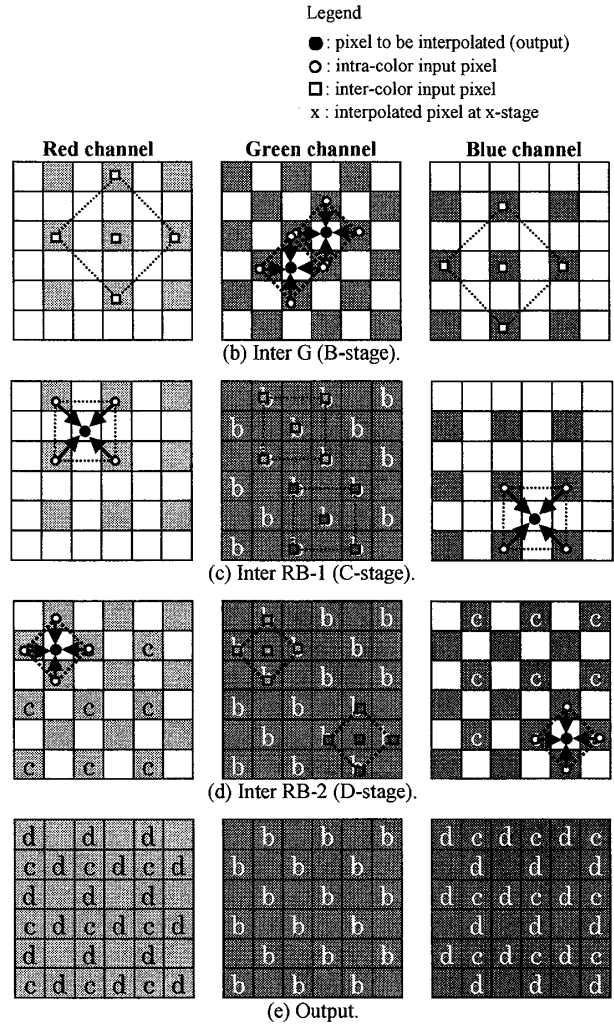 Legend
● : pixel to be interpolated (output)
○ : intra-color input pixel
□ : inter-color input pixel
x : interpolated pixel at x-stage
Red channel
Green channel
Blue channel
(b) Inter G (B-stage).
b b b
b b b
b b b
b b b
b b b
b b b
(c) Inter RB-1 (C-stage).
c
c c c
c c c
b b b
b b b
b b b
b b b
b b b
b b b
c c c
c c c
c
(d) Inter RB-2 (D-stage).
d d d
c d c d c d
d d d
c d c d c d
d d d
c d c d c d
b b b
b b b
b b b
b b b
b b b
b b b
d c d c d c
d d d
d c d c d c
d d d
d c d c d c
d d d
(e) Output.